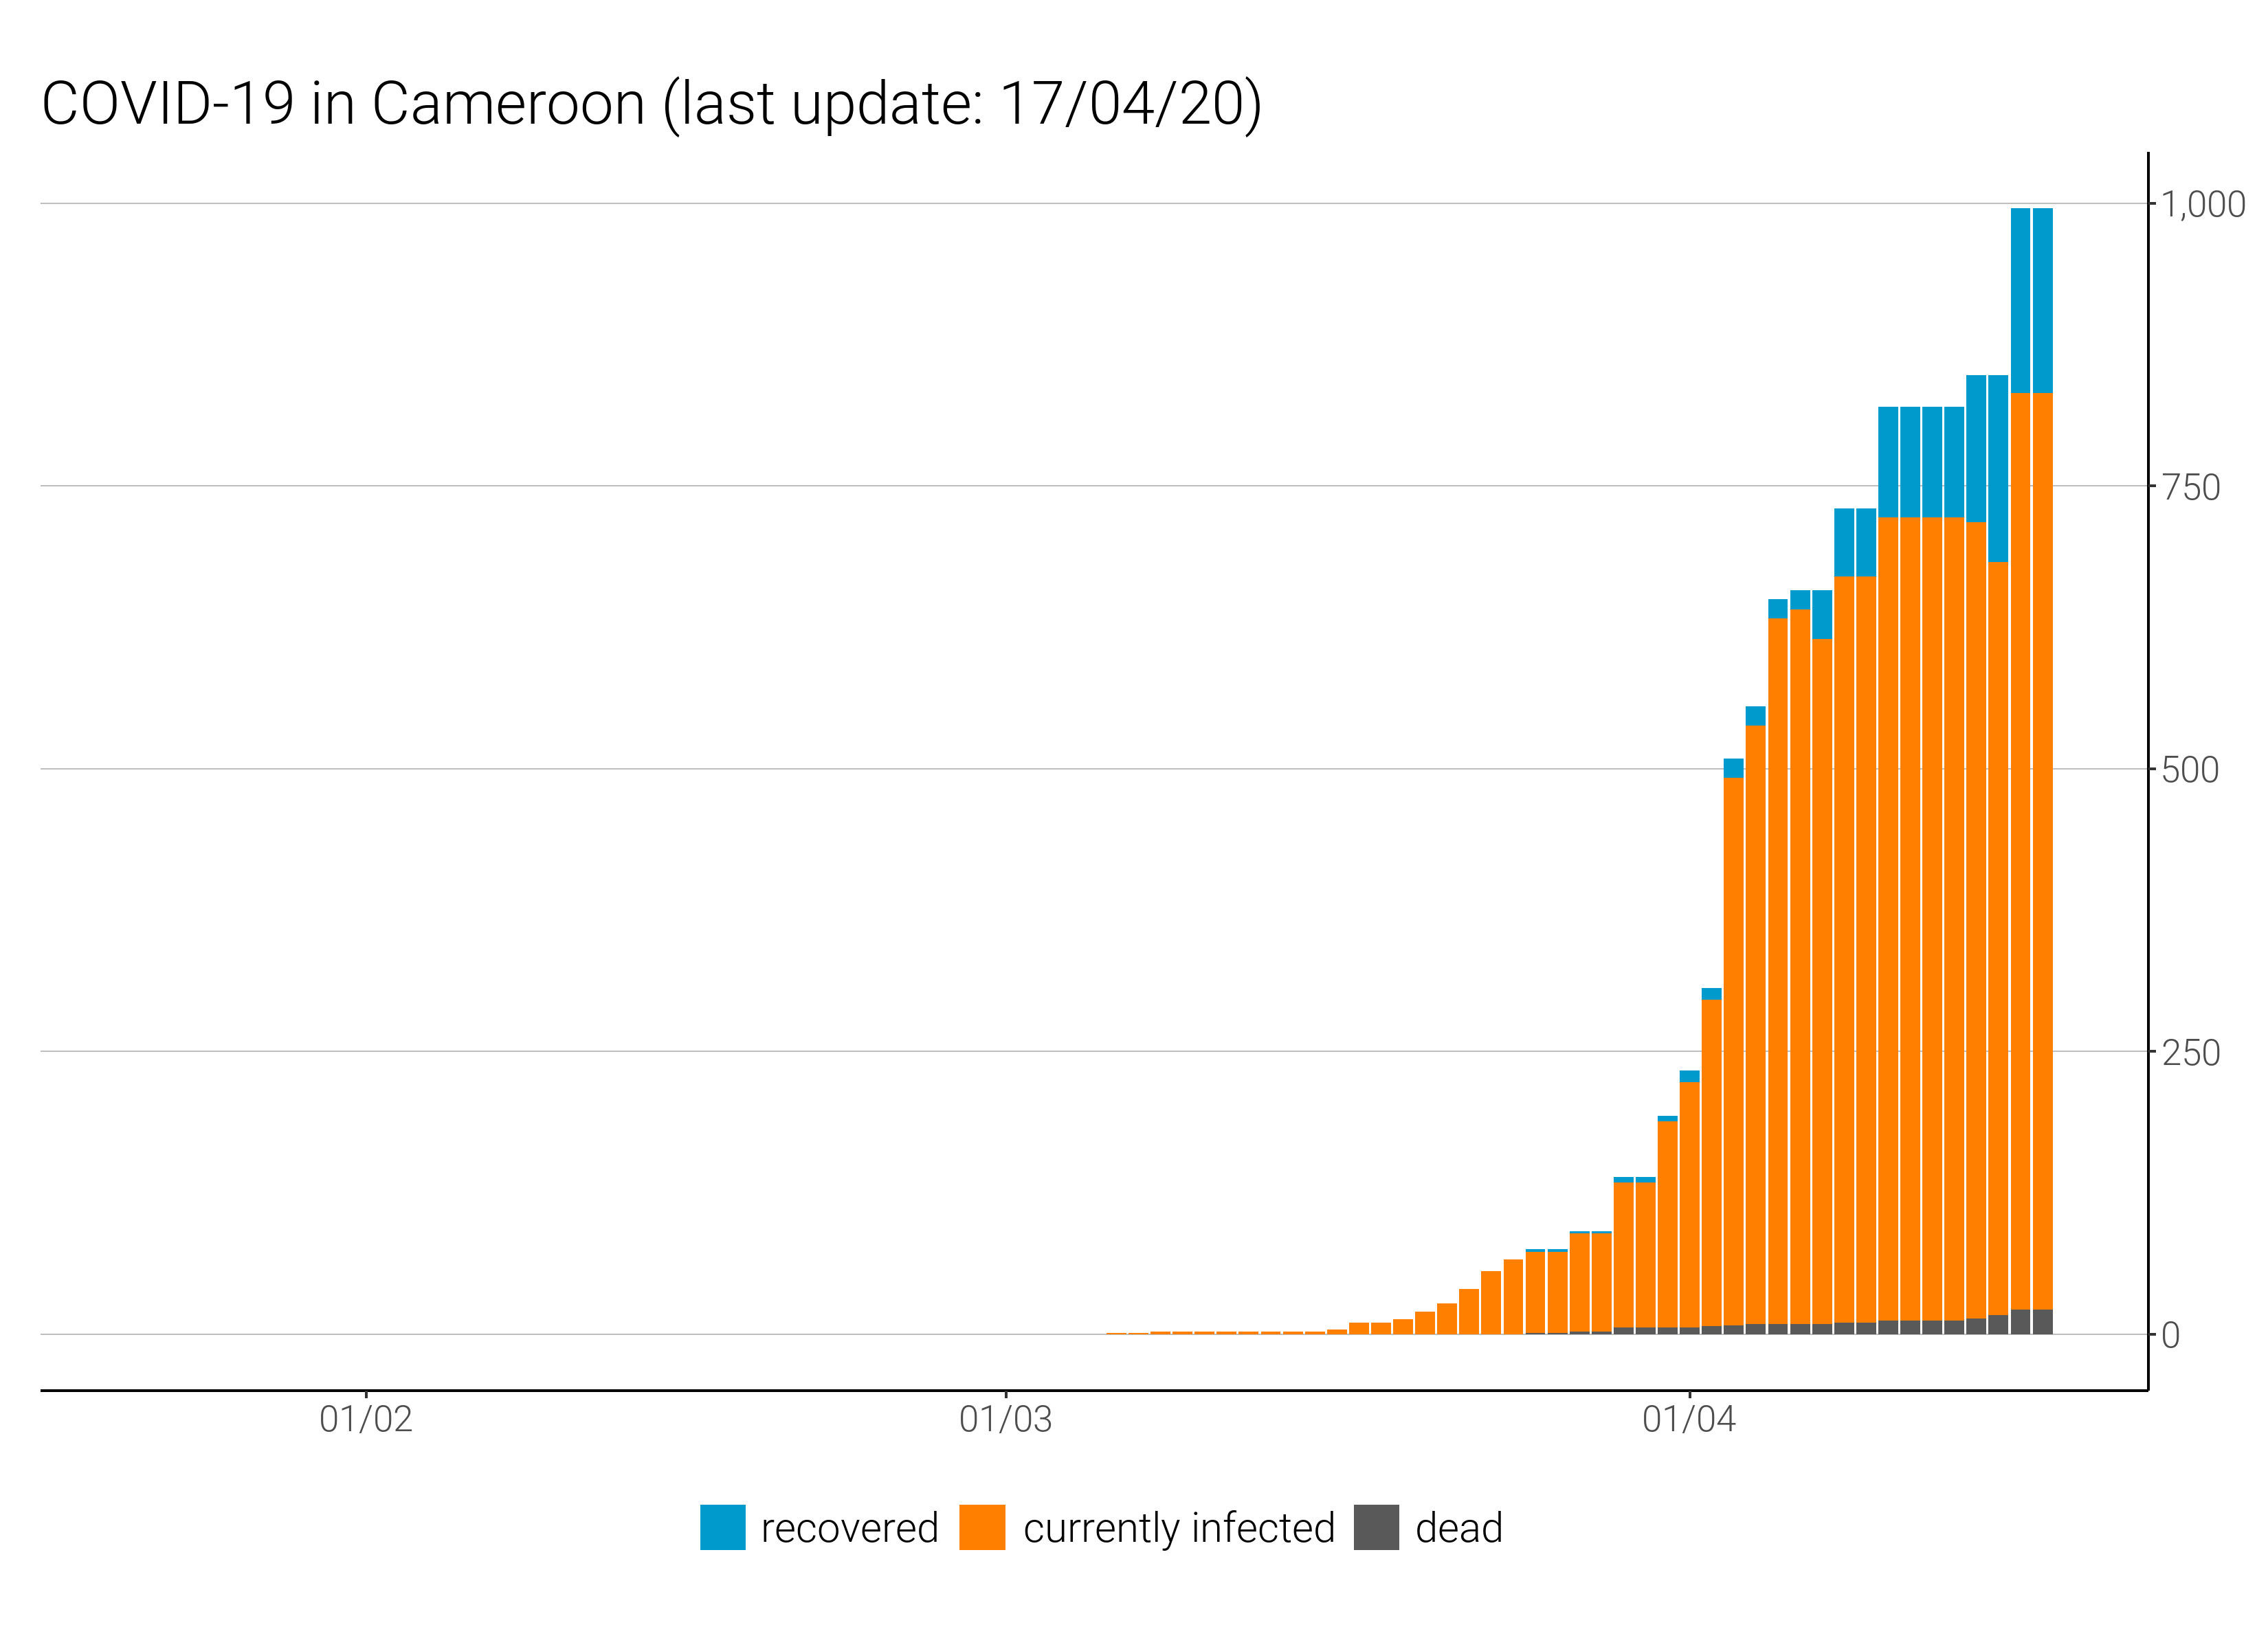 COVID-19 in Cameroon (last update: 17/04/20)
1,000
750
500
250
0
01/02 01/03 01/04
recovered currently infected dead